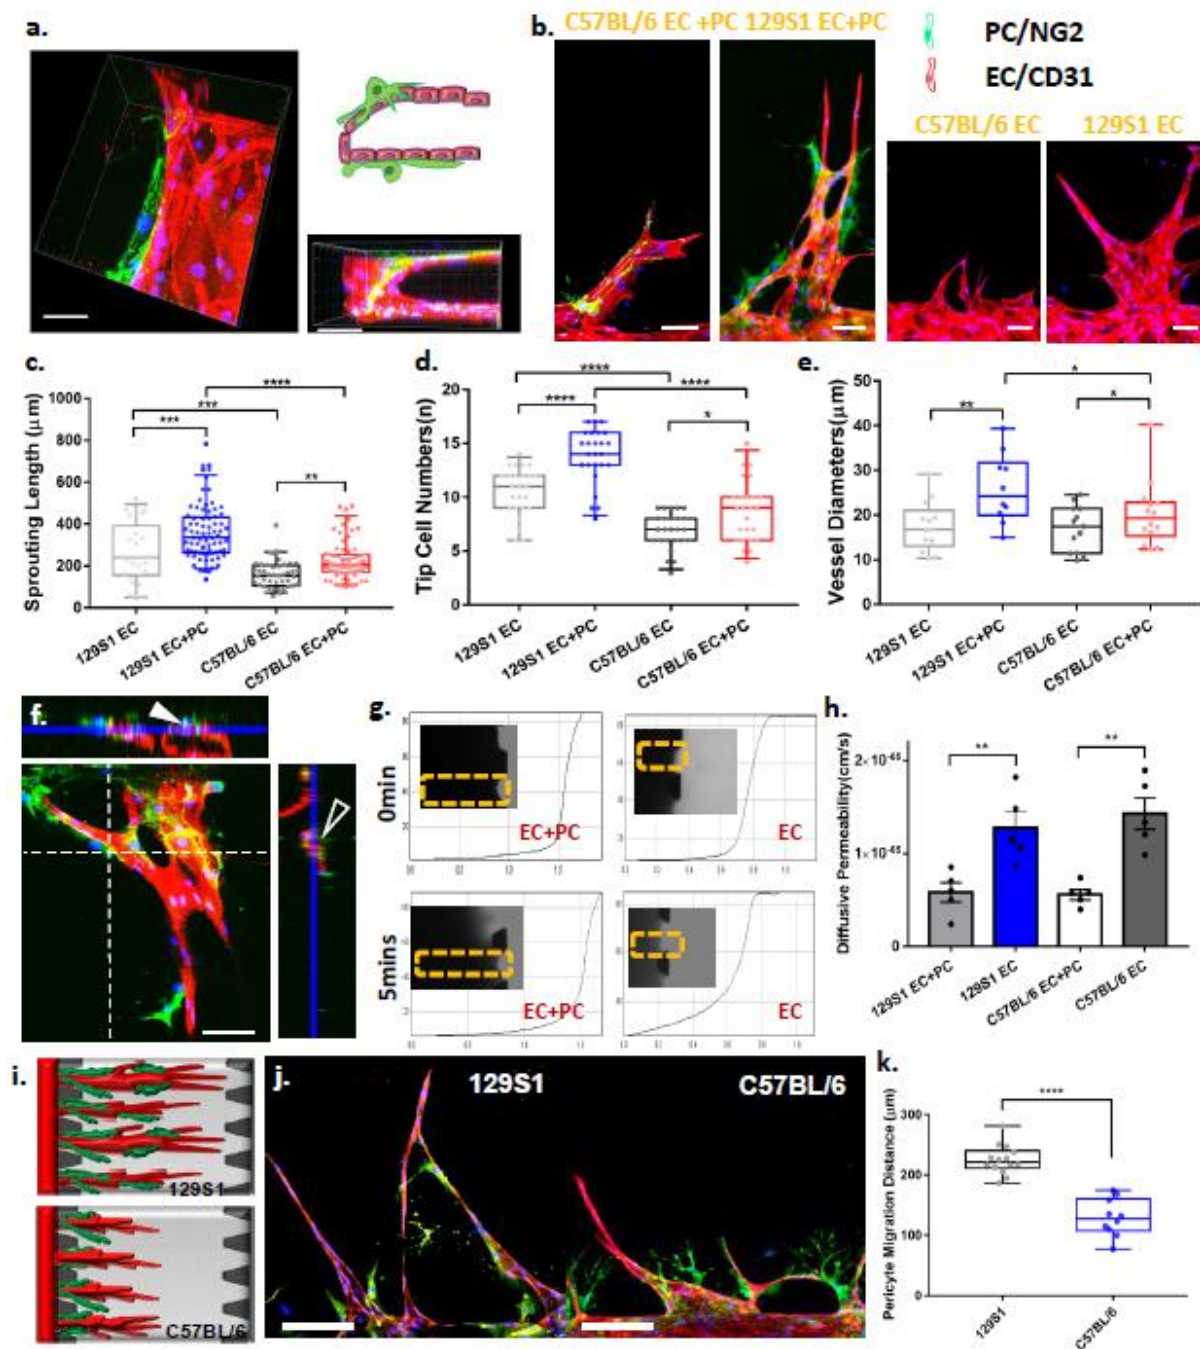 a.
b.
C57BL/6 EC +PC 129S1 EC+PC
PC/NG2
EC/CD31
C57BL/6 EC
129S1 EC
c.
Sprouting Length (μm)
1000
800
600
400
200
0
***
***
****
**
129S1 EC
129S1 EC+PC
C57BL/6 EC
C57BL/6 EC+PC
d.
Tip Cell Numbers(n)
20
15
10
5
0
****
****
****
*
129S1 EC
129S1 EC+PC
C57BL/6 EC
C57BL/6 EC+PC
e.
Vessel Diameters(μm)
50
40
30
20
10
0
**
*
*
129S1 EC
129S1 EC+PC
C57BL/6 EC
C57BL/6 EC+PC
f.
g.
0min
EC+PC
EC
5mins
EC+PC
EC
h.
Diffusive Permeability(cm/s)
0
**
**
129S1 EC+PC
129S1 EC
C57BL/6 EC+PC
C57BL/6 EC
i.
129S1
C57BL/6
j.
129S1
C57BL/6
k.
Pericyte Migration Distance (μm)
300
200
100
0
****
129S1
C57BL/6